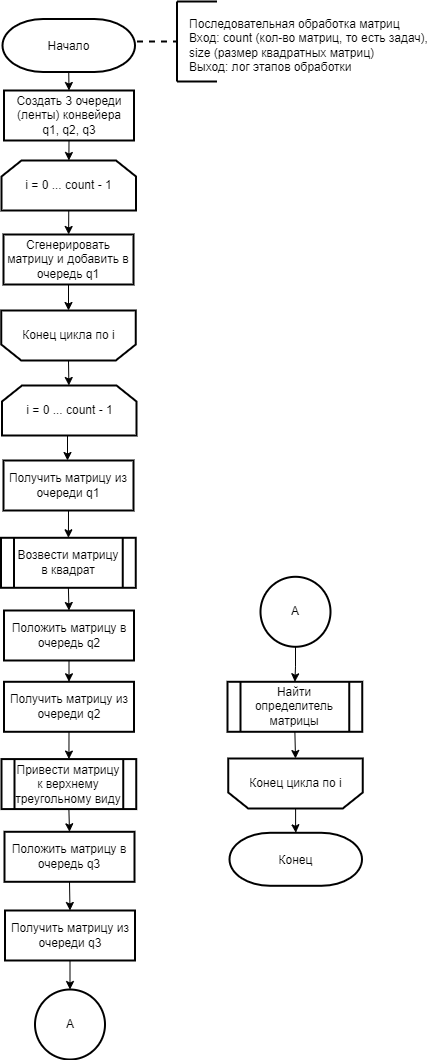 Начало
Последовательная обработка матриц
Вход: count (кол-во матриц, то есть задач),
size (размер квадратных матриц)
Выход: лог этапов обработки
Создать 3 очереди
(ленты) конвейера
q1, q2, q3
i = 0 ... count - 1
Сгенерировать
матрицу и добавить в
очередь q1
Конец цикла по i
i = 0 ... count - 1
Получить матрицу из
очереди q1
Возвести матрицу
в квадрат
Положить матрицу в
очередь q2
Получить матрицу из
очереди q2
Привести матрицу
к верхнему
треугольному виду
Положить матрицу в
очередь q3
Получить матрицу из
очереди q3
А
А
Найти
определитель
матрицы
Конец цикла по i
Конец